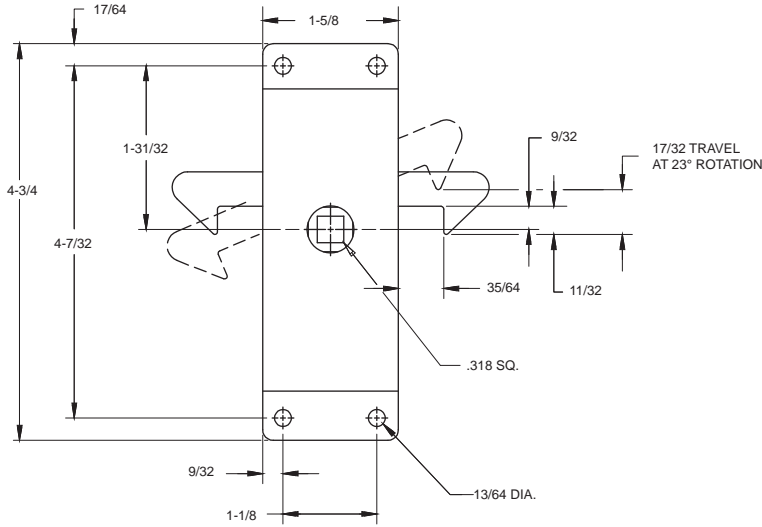 17/64
1-5/8
9/32
17/32 TRAVEL
AT 23° ROTATION
1-31/32
4-3/4
4-7/32
35/64
11/32
.318 SQ.
9/32
13/64 DIA.
1-1/8